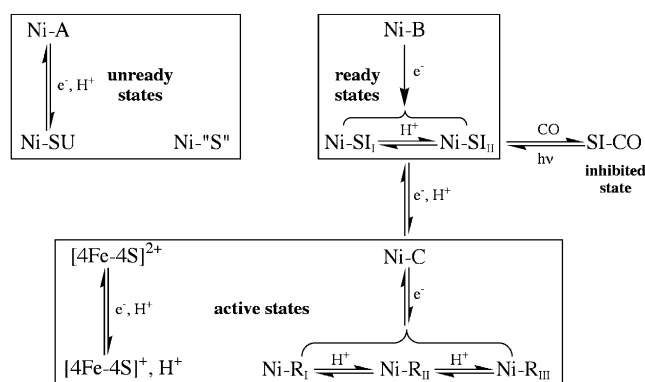 Ni-A
e⁻, H⁺
unready states
Ni-SU
Ni-"S"
Ni-B
e⁻
ready states
Ni-SI_I
H⁺
Ni-SI_II
CO
hν
SI-CO
inhibited state
e⁻, H⁺
[4Fe-4S]²⁺
e⁻, H⁺
[4Fe-4S]⁺, H⁺
active states
Ni-C
e⁻
Ni-R_I
H⁺
Ni-R_II
H⁺
Ni-R_III